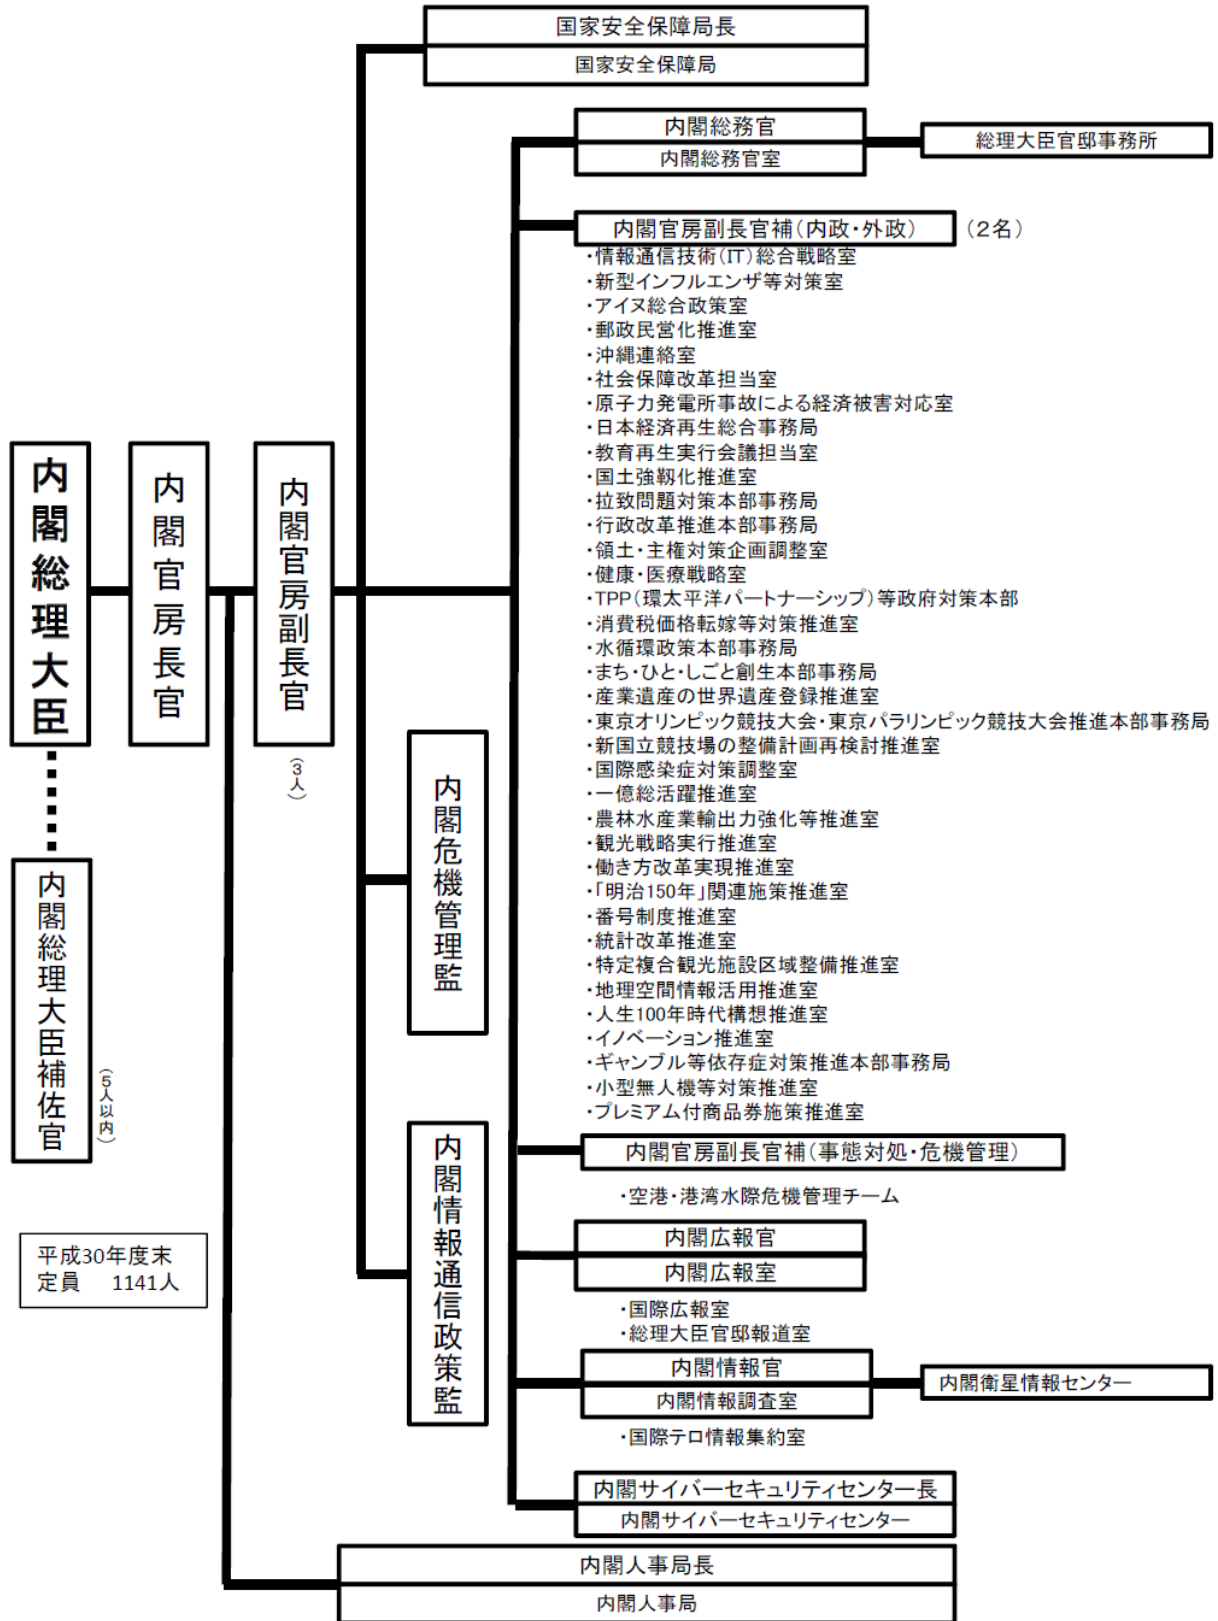 国家安全保障局長
国家安全保障局
内閣総務官
内閣総務官室
総理大臣官邸事務所
内閣官房副長官補(内政・外政)
(2名)
・情報通信技術(IT)総合戦略室
・新型インフルエンザ等対策室
・アイヌ総合政策室
・郵政民営化推進室
・沖縄連絡室
・社会保障改革担当室
・原子力発電所事故による経済被害対応室
・日本経済再生総合事務局
・教育再生実行会議担当室
・国土強靱化推進室
・拉致問題対策本部事務局
・行政改革推進本部事務局
・領土・主権対策企画調整室
・健康・医療戦略室
・TPP(環太平洋パートナーシップ)等政府対策本部
・消費税価格転嫁等対策推進室
・水循環政策本部事務局
・まち・ひと・しごと創生本部事務局
・産業遺産の世界遺産登録推進室
・東京オリンピック競技大会・東京パラリンピック競技大会推進本部事務局
・新国立競技場の整備計画再検討推進室
・国際感染症対策調整室
・一億総活躍推進室
・農林水産業輸出力強化等推進室
・観光戦略実行推進室
・働き方改革実現推進室
・「明治150年」関連施策推進室
・番号制度推進室
・統計改革推進室
・特定複合観光施設区域整備推進室
・地理空間情報活用推進室
・人生100年時代構想推進室
・イノベーション推進室
・ギャンブル等依存症対策推進本部事務局
・小型無人機等対策推進室
・プレミアム付商品券施策推進室
内閣総理大臣
内閣官房長官
内閣官房副長官
(3人)
内閣危機管理監
内閣総理大臣補佐官
(5人以内)
内閣情報通信政策監
内閣官房副長官補(事態対処・危機管理)
・空港・港湾水際危機管理チーム
内閣広報官
内閣広報室
・国際広報室
・総理大臣官邸報道室
平成30年度末
定員 1141人
内閣情報官
内閣情報調査室
内閣衛星情報センター
・国際テロ情報集約室
内閣サイバーセキュリティセンター長
内閣サイバーセキュリティセンター
内閣人事局長
内閣人事局